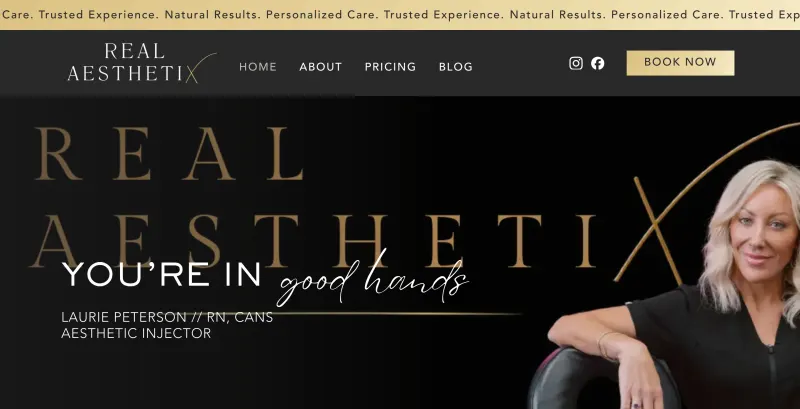 Care. Trusted Experience. Natural Results. Personalized Care. Trusted Experience. Natural Results. Personalized Care. Trusted Exp
REAL
AESTHETIX
HOME ABOUT PRICING BLOG
BOOK NOW
REAL
AESTHETIX
YOU'RE IN good hands
LAURIE PETERSON // RN, CANS
AESTHETIC INJECTOR